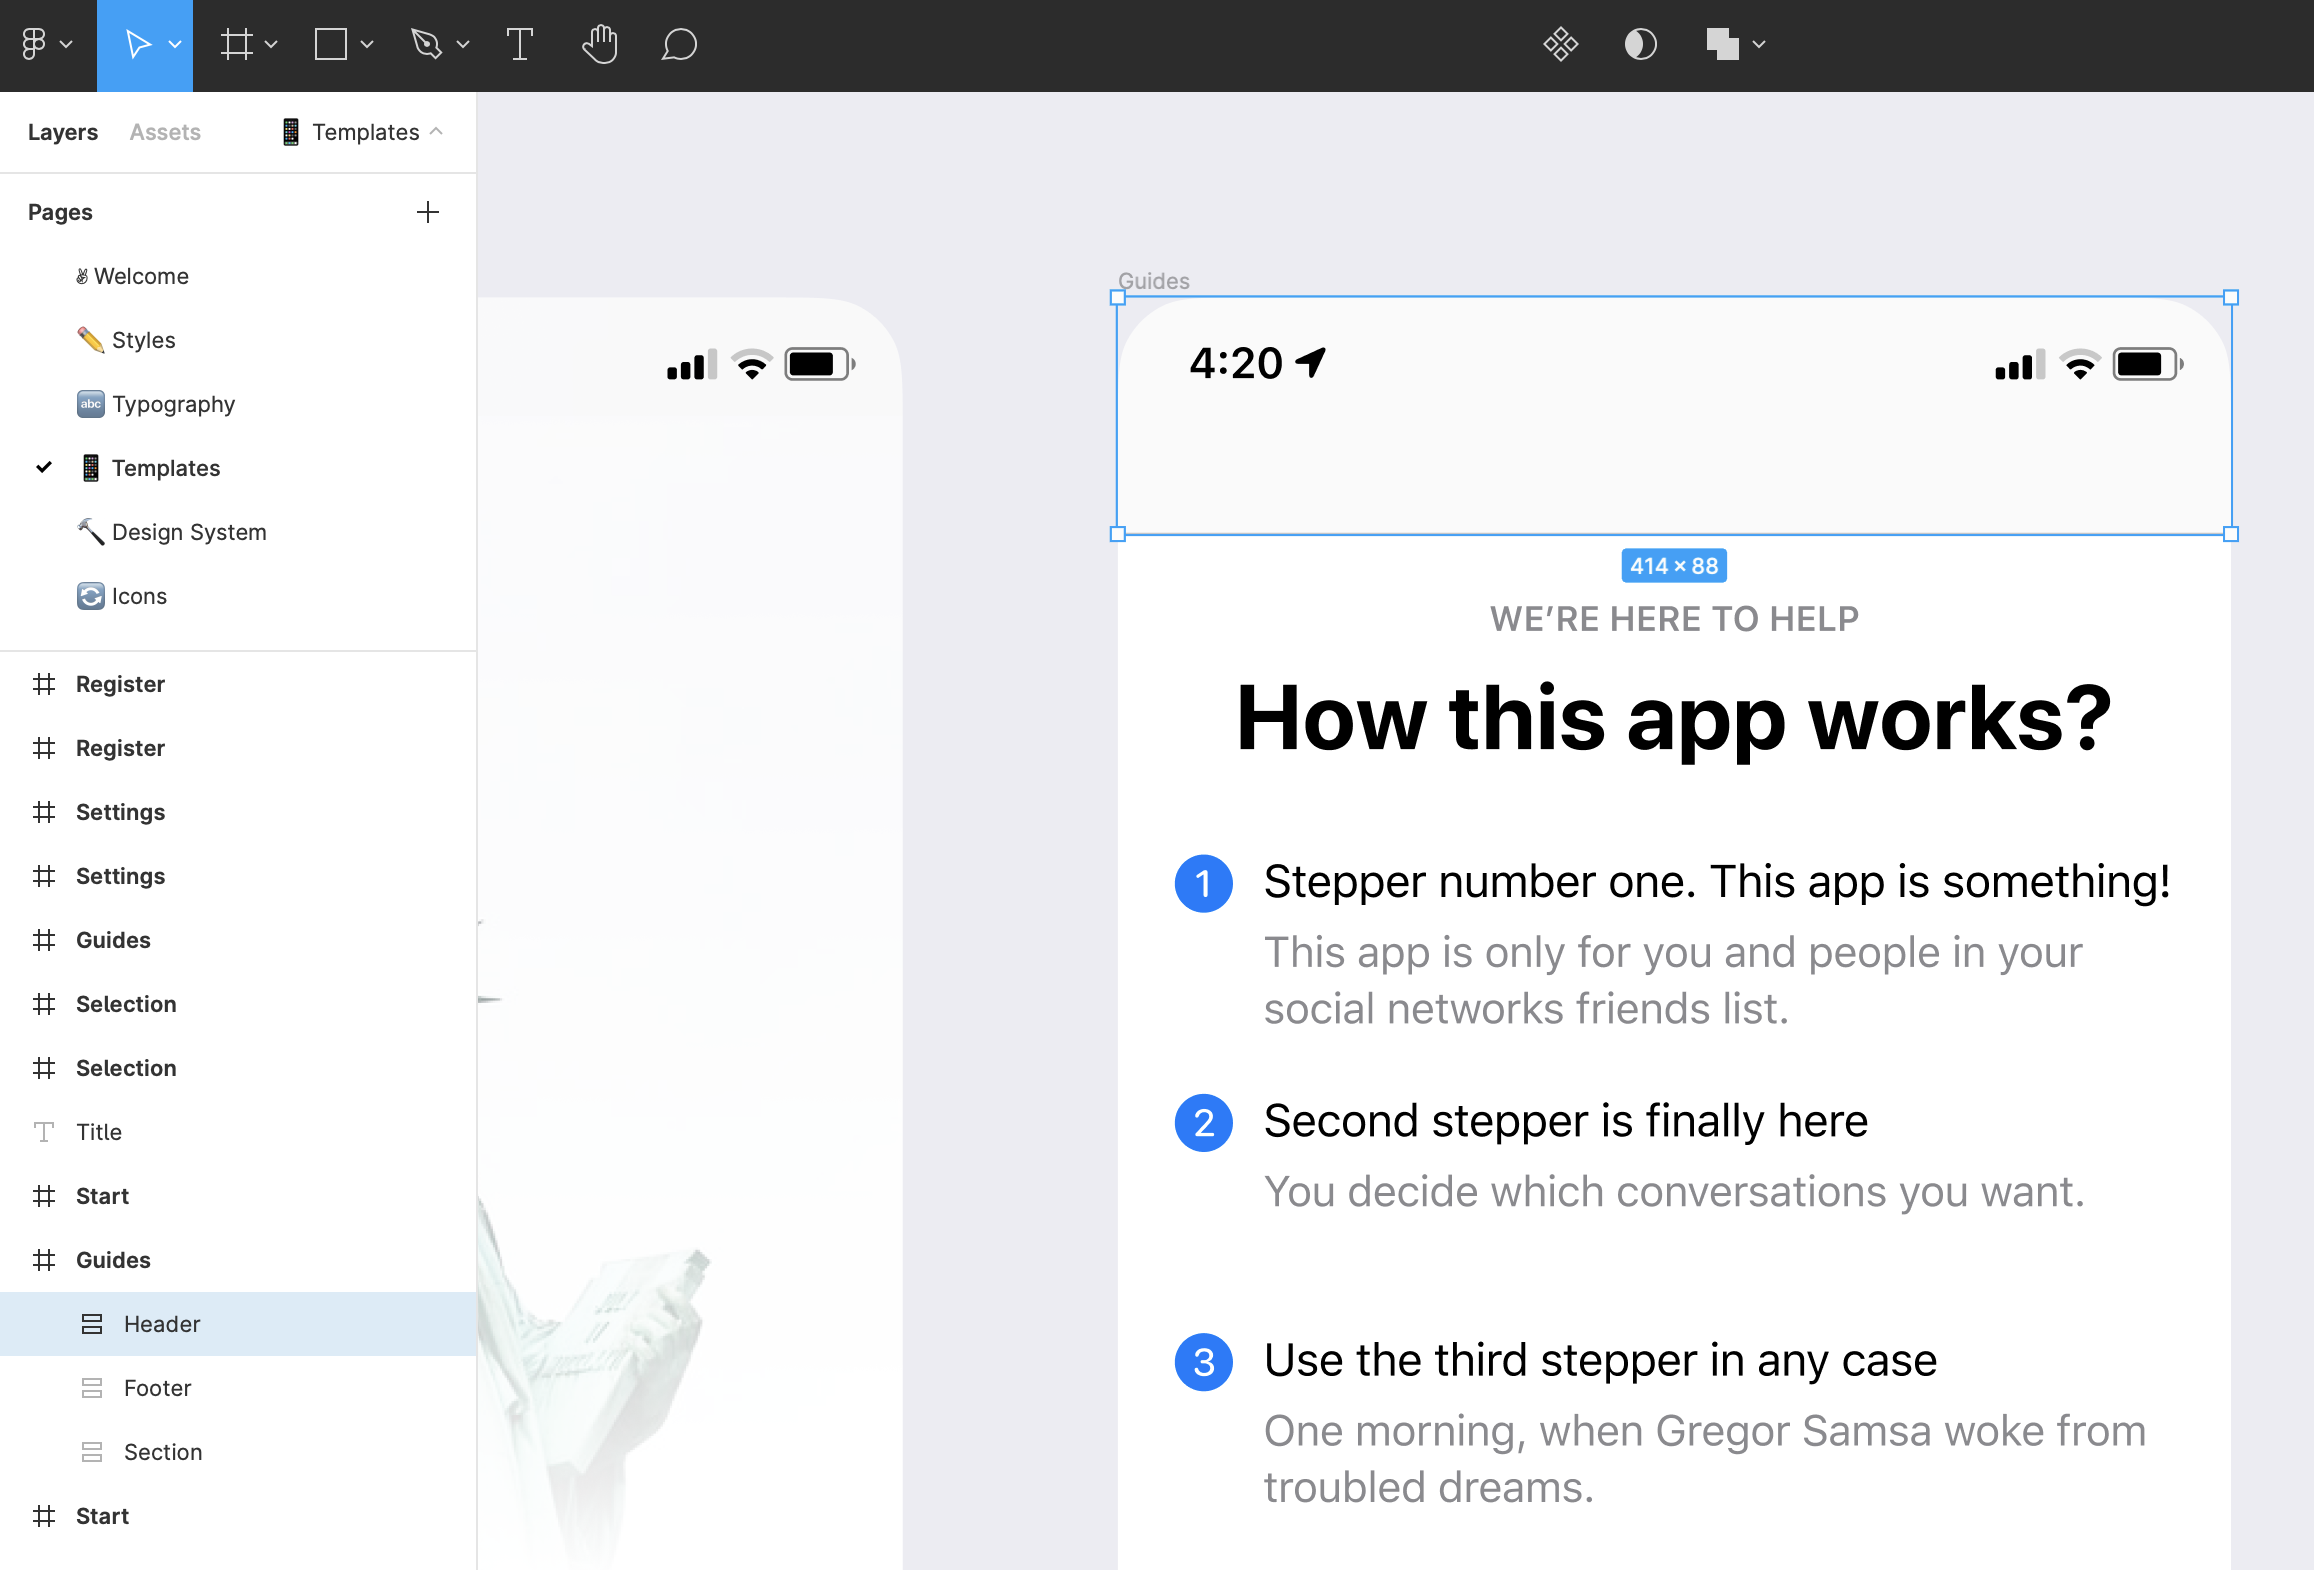 Layers Assets 📱 Templates
Pages
✌ Welcome
✏️ Styles
🔤 Typography
📱 Templates
🔨 Design System
🔄 Icons
Register
Register
Settings
Settings
Guides
Selection
Selection
Title
Start
Guides
Header
Footer
Section
Start
Guides
4:20
414 × 88
WE’RE HERE TO HELP
How this app works?
1 Stepper number one. This app is something!
This app is only for you and people in your
social networks friends list.
2 Second stepper is finally here
You decide which conversations you want.
3 Use the third stepper in any case
One morning, when Gregor Samsa woke from
troubled dreams.